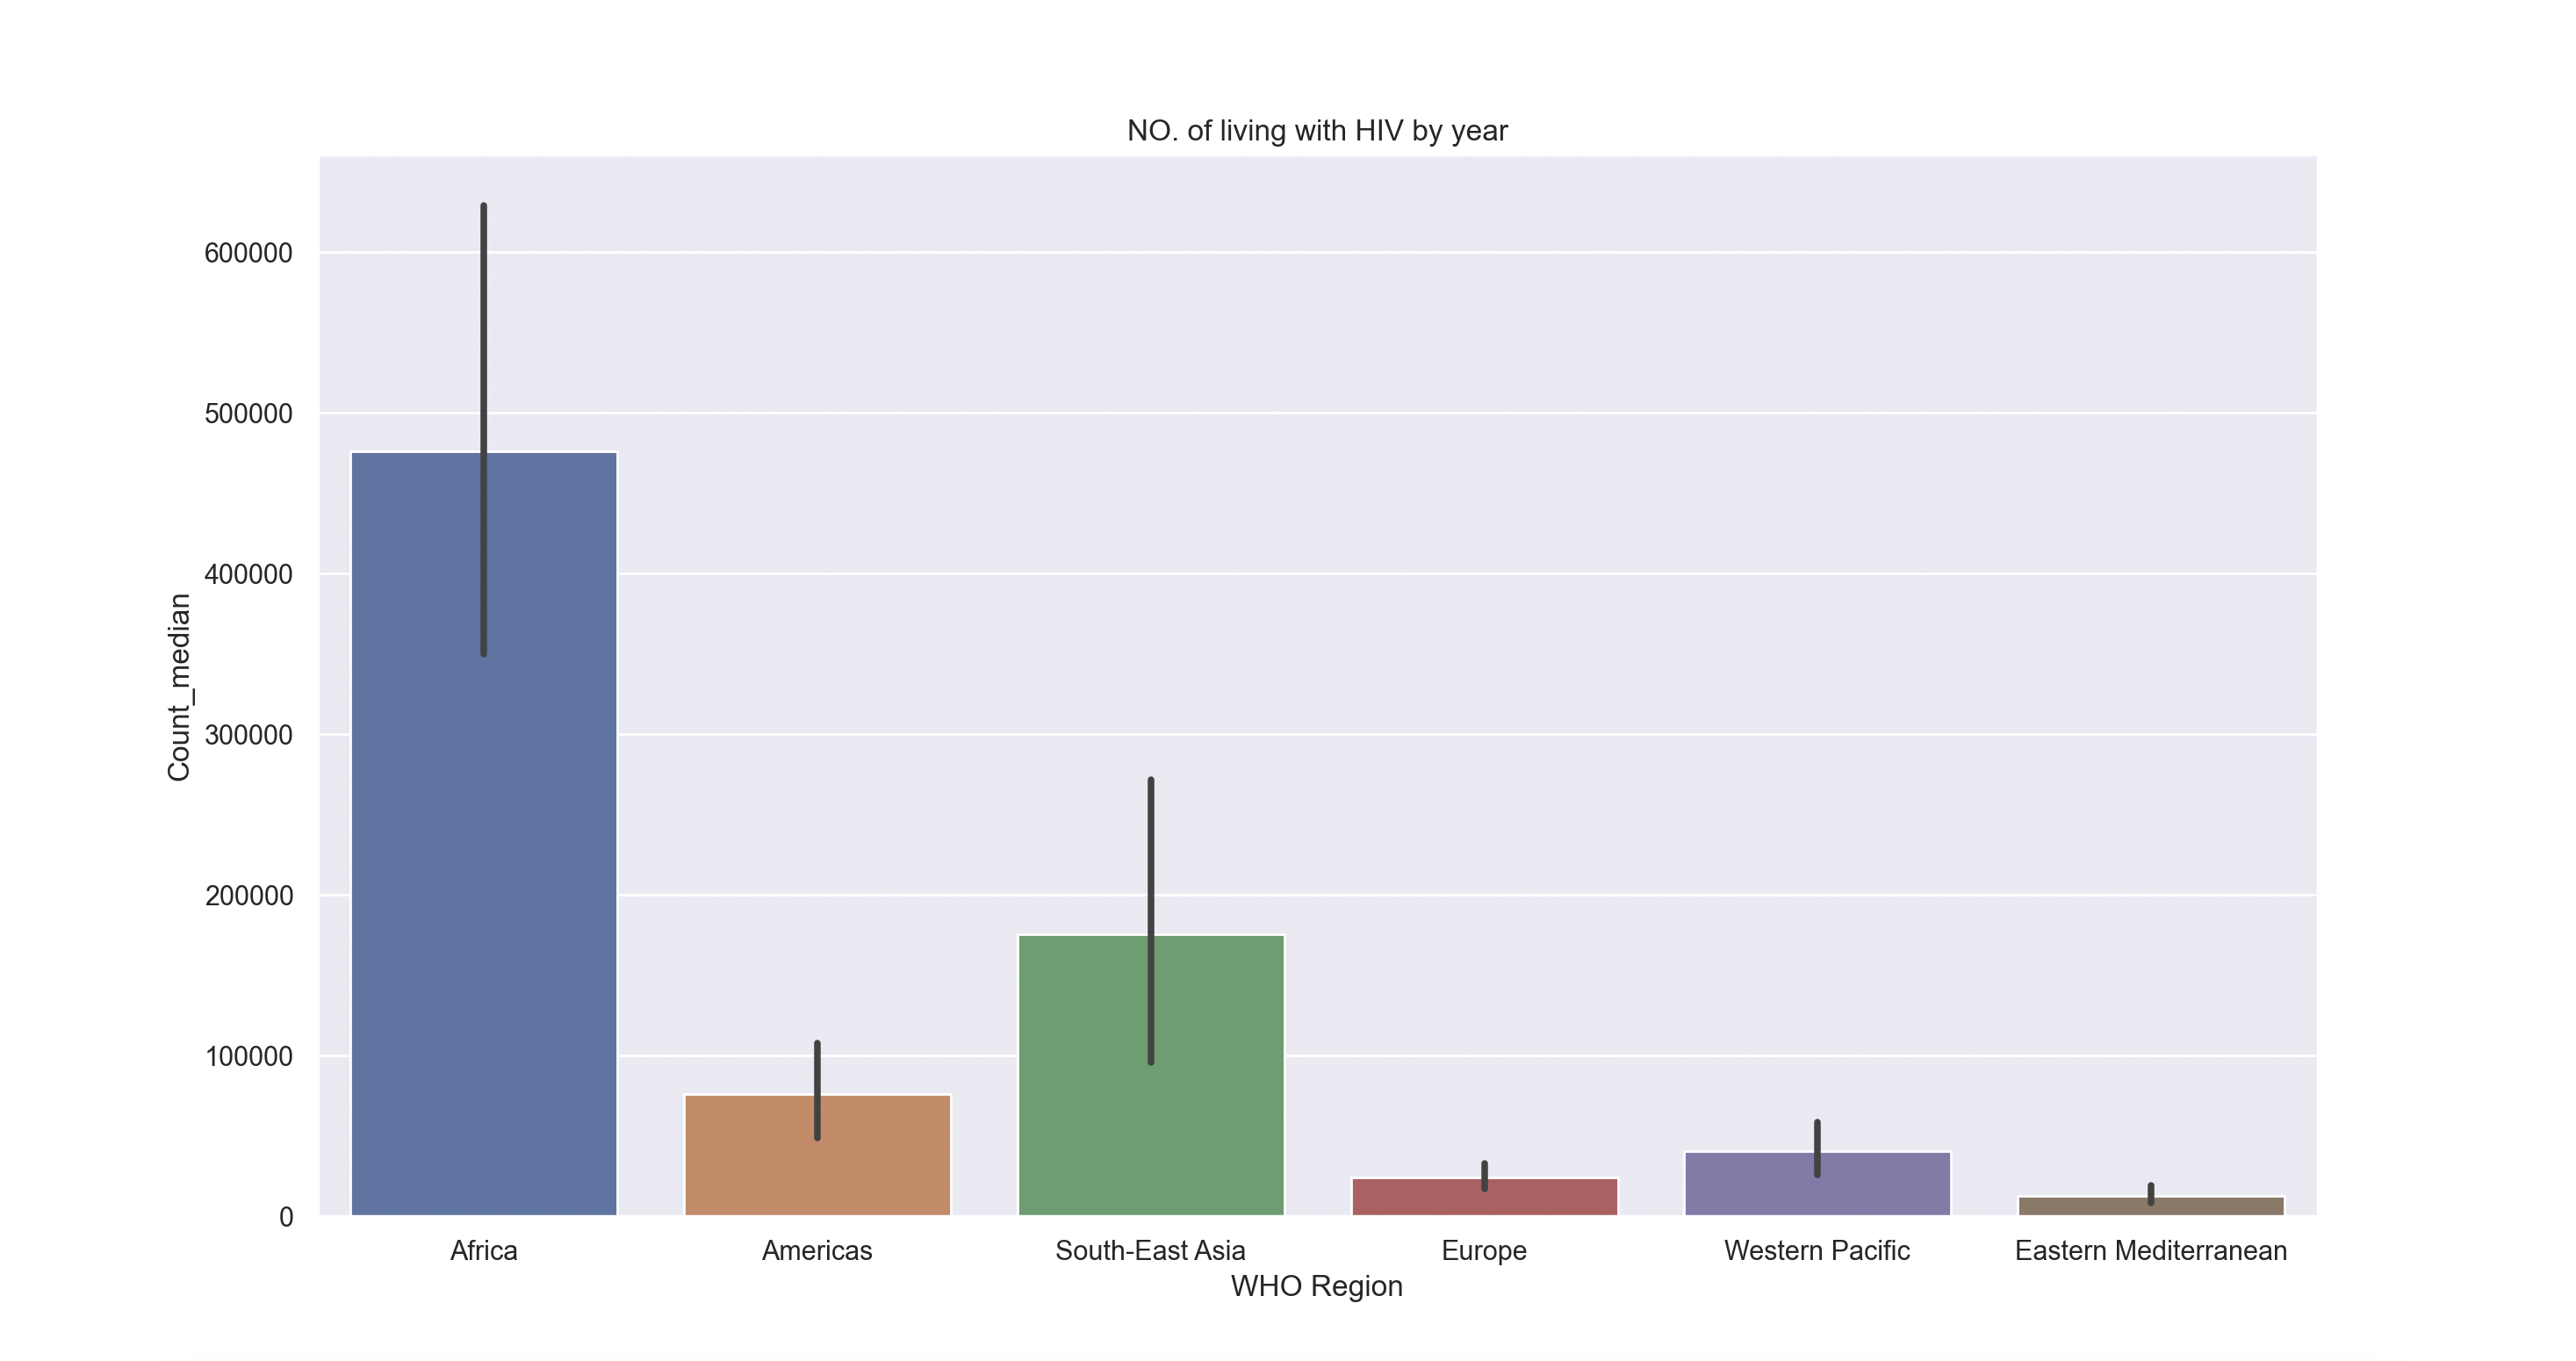 NO. of living with HIV by year
Count_median
600000
500000
400000
300000
200000
100000
0
Africa
Americas
South-East Asia
Europe
Western Pacific
Eastern Mediterranean
WHO Region